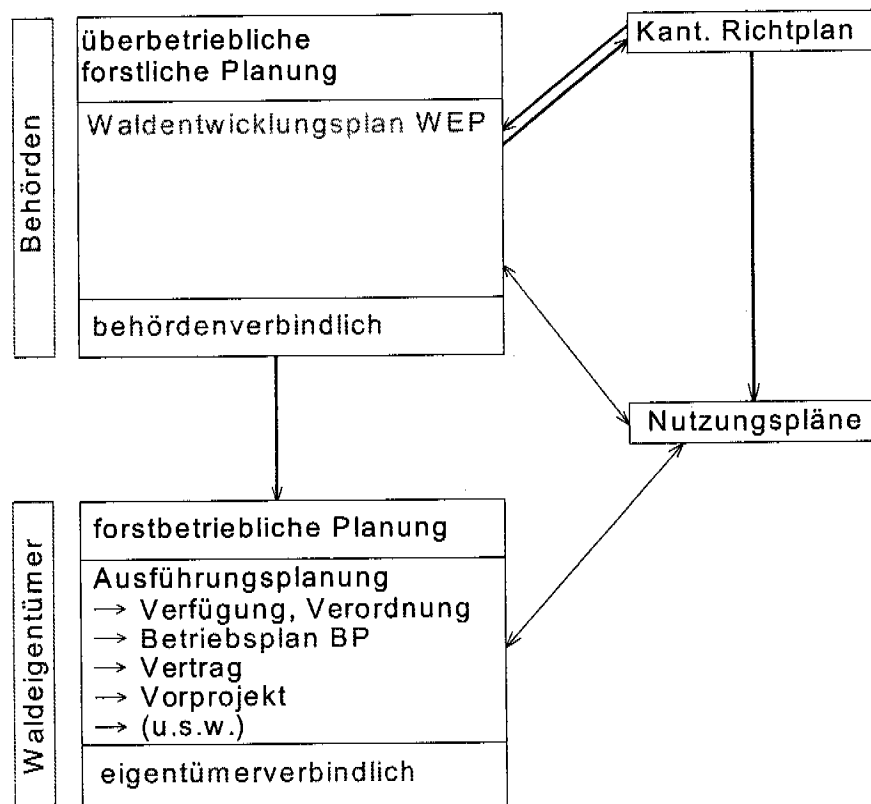 Behörden
überbetriebliche
forstliche Planung
Waldentwicklungsplan WEP
behördenverbindlich
Kant. Richtplan
Nutzungspläne
Waldeigentümer
forstbetriebliche Planung
Ausführungsplanung
→ Verfügung, Verordnung
→ Betriebsplan BP
→ Vertrag
→ Vorprojekt
→ (u.s.w.)
eigentümerverbindlich